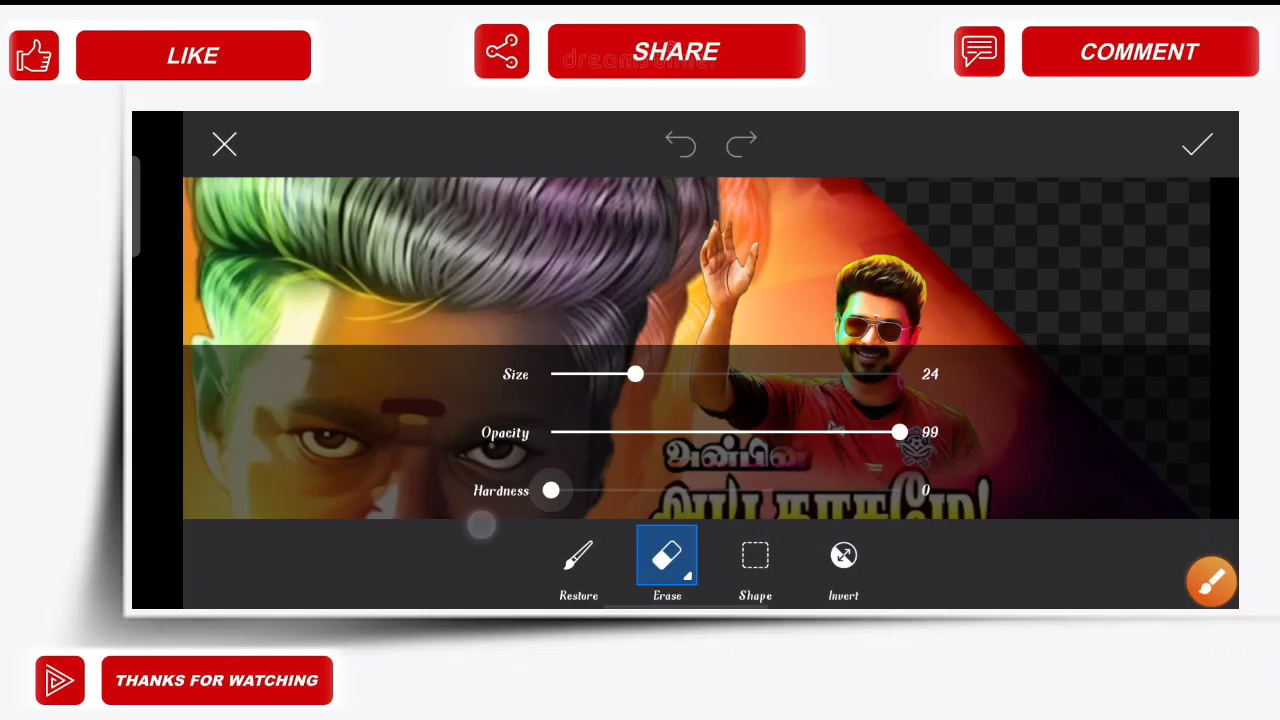 LIKE
SHARE
COMMENT
Size 24
Opacity 99
அன்பின்
Hardness 0
Restore
Erase
Shape
Invert
THANKS FOR WATCHING